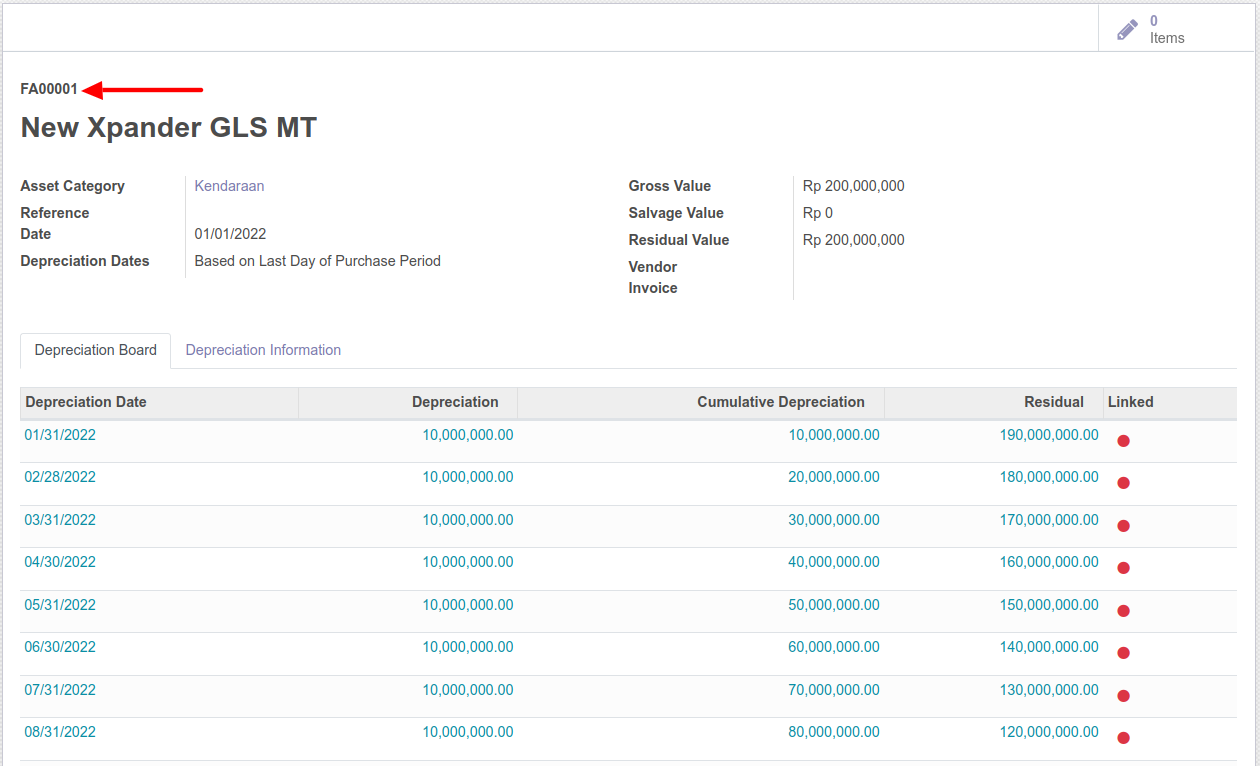 0
Items
FA00001
New Xpander GLS MT
Asset Category Kendaraan Gross Value Rp 200,000,000
Reference Salvage Value Rp 0
Date 01/01/2022 Residual Value Rp 200,000,000
Depreciation Dates Based on Last Day of Purchase Period Vendor
Invoice
Depreciation Board Depreciation Information
Depreciation Date Depreciation Cumulative Depreciation Residual Linked
01/31/2022 10,000,000.00 10,000,000.00 190,000,000.00
02/28/2022 10,000,000.00 20,000,000.00 180,000,000.00
03/31/2022 10,000,000.00 30,000,000.00 170,000,000.00
04/30/2022 10,000,000.00 40,000,000.00 160,000,000.00
05/31/2022 10,000,000.00 50,000,000.00 150,000,000.00
06/30/2022 10,000,000.00 60,000,000.00 140,000,000.00
07/31/2022 10,000,000.00 70,000,000.00 130,000,000.00
08/31/2022 10,000,000.00 80,000,000.00 120,000,000.00